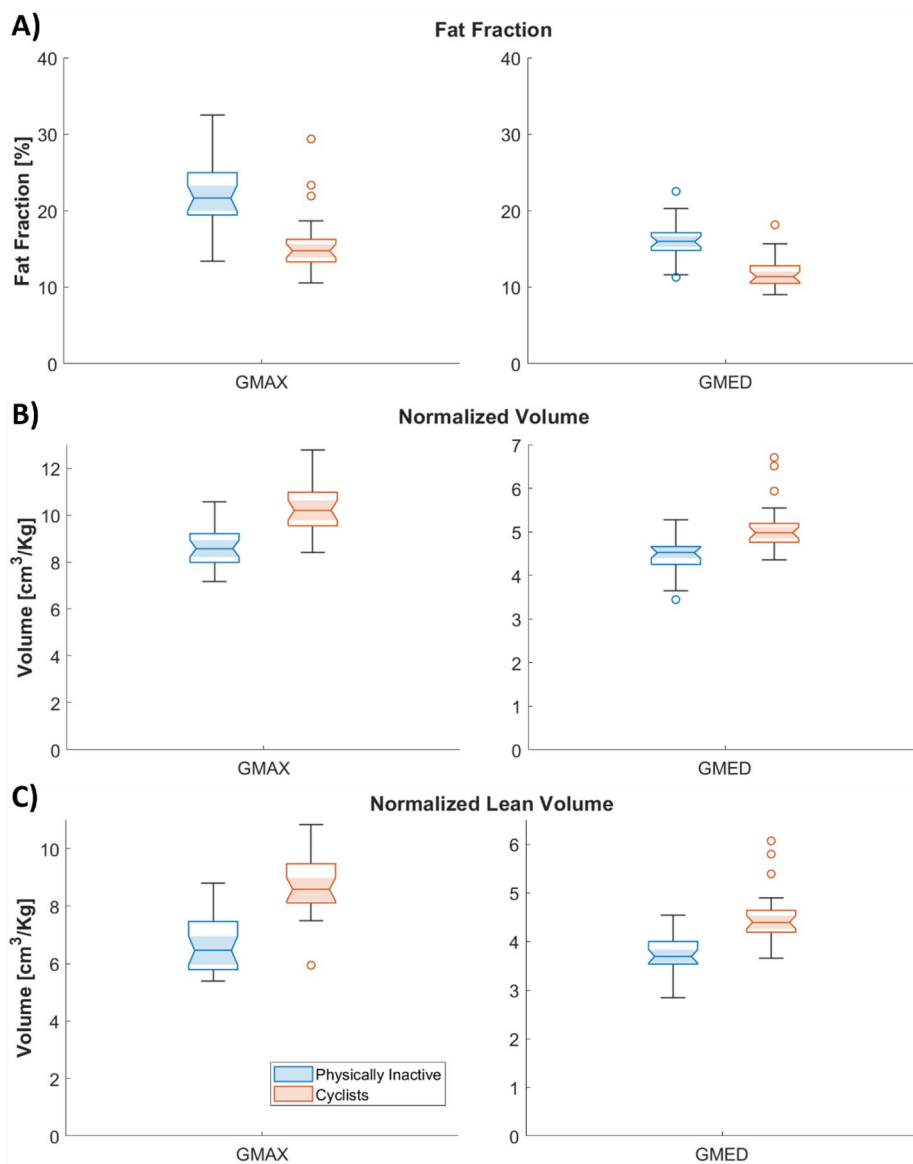 A)
Fat Fraction
Fat Fraction [%]
40
30
20
10
0
GMAX
40
30
20
10
0
GMED
B)
Normalized Volume
Volume [cm³/Kg]
12
10
8
6
4
2
0
GMAX
7
6
5
4
3
2
1
0
GMED
C)
Normalized Lean Volume
Volume [cm³/Kg]
10
8
6
4
2
0
Physically Inactive
Cyclists
GMAX
6
5
4
3
2
1
0
GMED